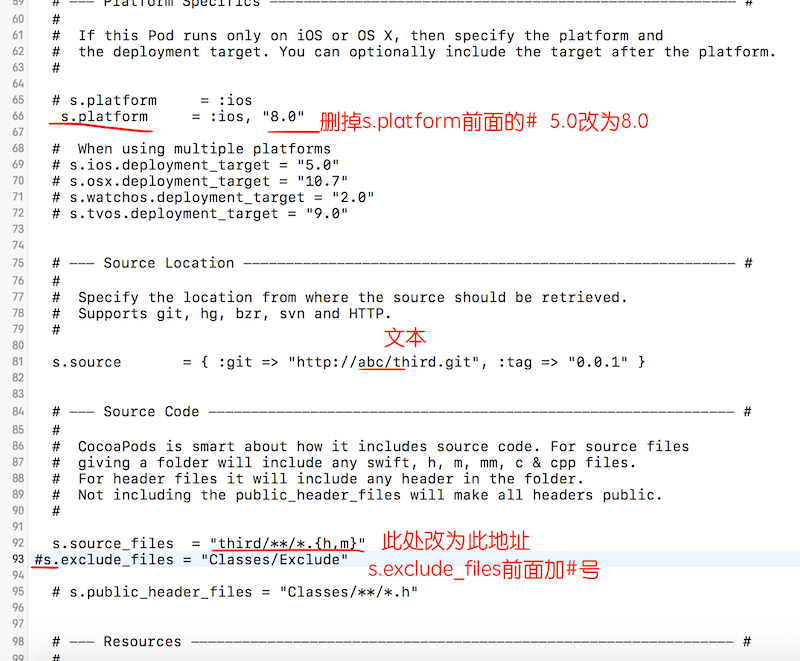 59 # --- Platform Specifics --------------------------------------------------------- #
60 #
61 # If this Pod runs only on iOS or OS X, then specify the platform and
62 # the deployment target. You can optionally include the target after the platform.
63 #
64
65 # s.platform = :ios
66 s.platform = :ios, "8.0" 删掉s.platform前面的# 5.0改为8.0
67
68 # When using multiple platforms
69 # s.ios.deployment_target = "5.0"
70 # s.osx.deployment_target = "10.7"
71 # s.watchos.deployment_target = "2.0"
72 # s.tvos.deployment_target = "9.0"
73
74
75 # --- Source Location ------------------------------------------------------------ #
76 #
77 # Specify the location from where the source should be retrieved.
78 # Supports git, hg, bzr, svn and HTTP.
79 #
80 文本
81 s.source = { :git => "http://abc/third.git", :tag => "0.0.1" }
82
83
84 # --- Source Code ---------------------------------------------------------------- #
85 #
86 # CocoaPods is smart about how it includes source code. For source files
87 # giving a folder will include any swift, h, m, mm, c & cpp files.
88 # For header files it will include any header in the folder.
89 # Not including the public_header_files will make all headers public.
90 #
91
92 s.source_files = "third/**/*.{h,m}" 此处改为此地址
93 #s.exclude_files = "Classes/Exclude" s.exclude_files前面加#号
94
95 # s.public_header_files = "Classes/**/*.h"
96
97
98 # --- Resources ------------------------------------------------------------------ #
99 #